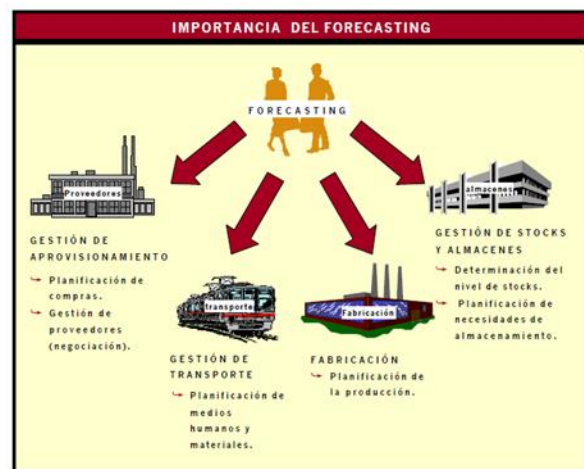 IMPORTANCIA DEL FORECASTING
FORECASTING
Proveedores
GESTIÓN DE
APROVISIONAMIENTO
Planificación de
compras.
Gestión de
proveedores
(negociación).
transporte
GESTIÓN DE
TRANSPORTE
Planificación de
medios
humanos y
materiales.
Fabricación
FABRICACIÓN
Planificación de
la producción.
almacenes
GESTIÓN DE STOCKS
Y ALMACENES
Determinación del
nivel de stocks.
Planificación de
necesidades de
almacenamiento.